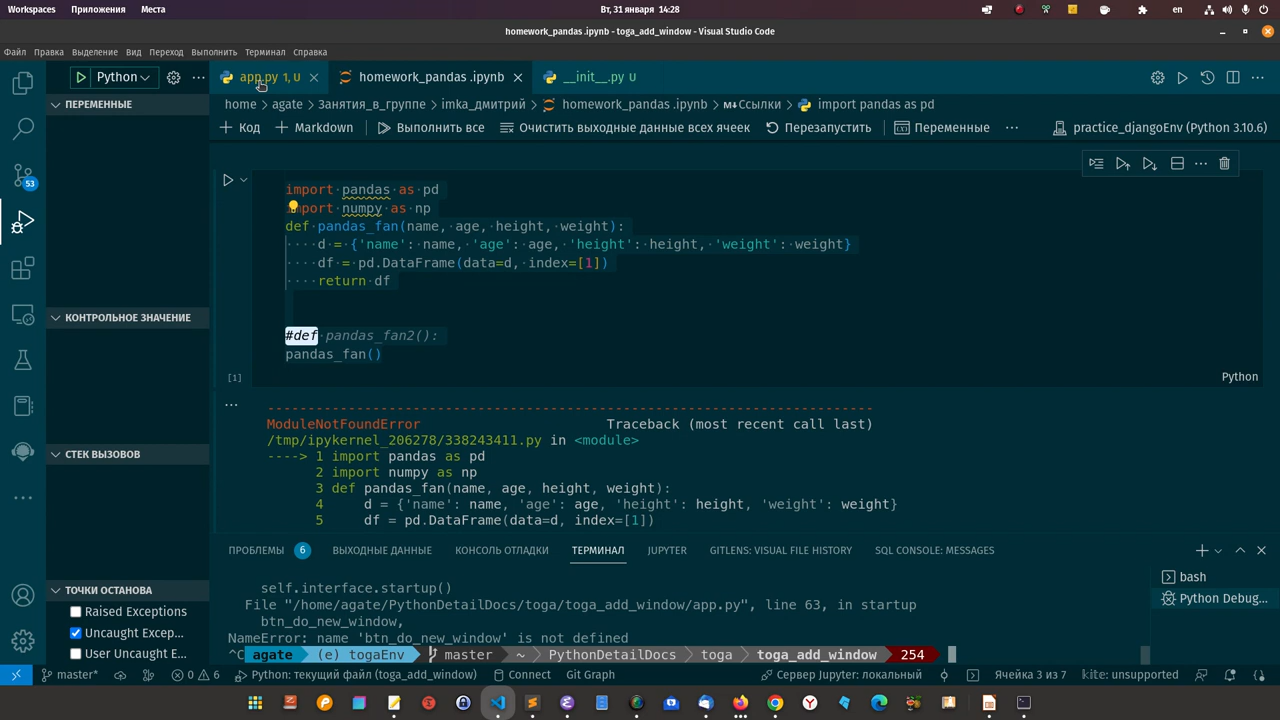 Workspaces Приложения Места Вт, 31 января 14:28 en
homework_pandas.ipynb - toga_add_window - Visual Studio Code
Файл Правка Выделение Вид Переход Выполнить Терминал Справка
Python app.py 1, U homework_pandas .ipynb __init__.py U
ПЕРЕМЕННЫЕ
home > agate > Занятия_в_группе > imka_дмитрий > homework_pandas .ipynb > M↓Ссылки > import pandas as pd
+ Код + Markdown Выполнить все Очистить выходные данные всех ячеек Перезапустить Переменные ··· practice_djangoEnv (Python 3.10.6)
53
import pandas as pd
import numpy as np
def pandas_fan(name, age, height, weight):
····d = {'name': name, 'age': age, 'height': height, 'weight': weight}
····df = pd.DataFrame(data=d, index=[1])
····return df
#def pandas_fan2():
pandas_fan()
[1] Python
КОНТРОЛЬНОЕ ЗНАЧЕНИЕ
СТЕК ВЫЗОВОВ
ТОЧКИ ОСТАНОВА
Raised Exceptions
Uncaught Excep...
User Uncaught E...
---------------------------------------------------------------------------
ModuleNotFoundError Traceback (most recent call last)
/tmp/ipykernel_206278/338243411.py in <module>
----> 1 import pandas as pd
2 import numpy as np
3 def pandas_fan(name, age, height, weight):
4 d = {'name': name, 'age': age, 'height': height, 'weight': weight}
5 df = pd.DataFrame(data=d, index=[1])
ПРОБЛЕМЫ 6 ВЫХОДНЫЕ ДАННЫЕ КОНСОЛЬ ОТЛАДКИ ТЕРМИНАЛ JUPYTER GITLENS: VISUAL FILE HISTORY SQL CONSOLE: MESSAGES
self.interface.startup()
File "/home/agate/PythonDetailDocs/toga/toga_add_window/app.py", line 63, in startup
btn_do_new_window,
NameError: name 'btn_do_new_window' is not defined
^C agate (e) togaEnv master ~ PythonDetailDocs toga toga_add_window 254
bash
Python Debug...
master* 0 6 Python: текущий файл (toga_add_window) Connect Git Graph Сервер Jupyter: локальный Ячейка 3 из 7 kite: unsupported